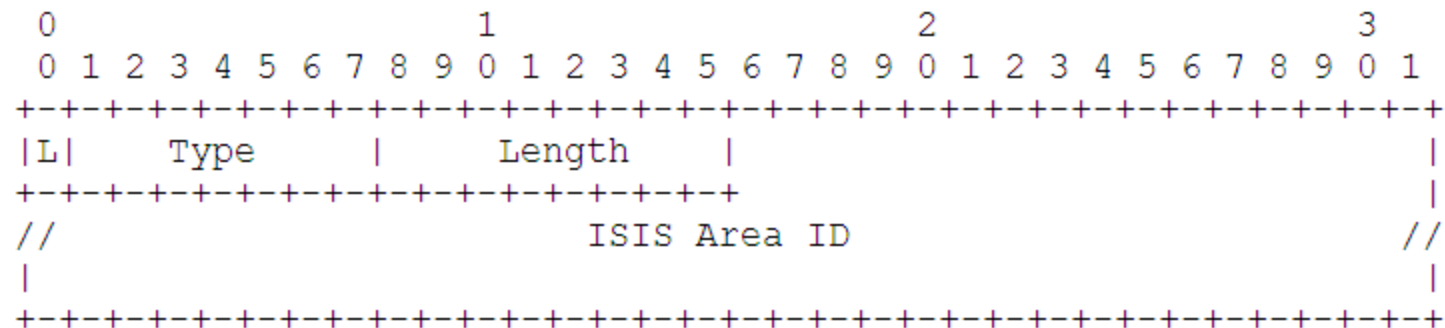 0                   1                   2                   3
 0 1 2 3 4 5 6 7 8 9 0 1 2 3 4 5 6 7 8 9 0 1 2 3 4 5 6 7 8 9 0 1
+-+-+-+-+-+-+-+-+-+-+-+-+-+-+-+-+-+-+-+-+-+-+-+-+-+-+-+-+-+-+-+-+
|L|    Type     |     Length    |                               |
+-+-+-+-+-+-+-+-+-+-+-+-+-+-+-+-+                               |
//                        ISIS Area ID                         //
|                                                               |
+-+-+-+-+-+-+-+-+-+-+-+-+-+-+-+-+-+-+-+-+-+-+-+-+-+-+-+-+-+-+-+-+